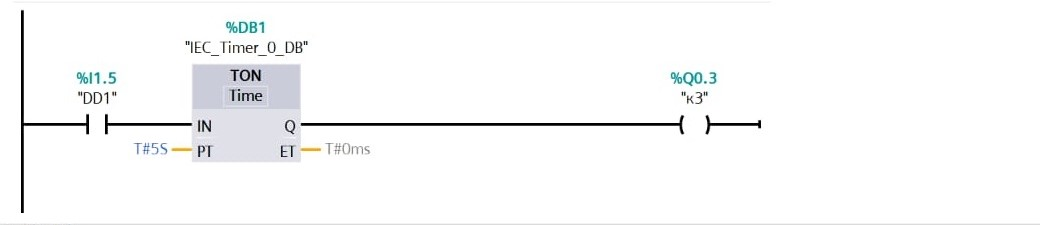 %DB1
"IEC_Timer_0_DB"
%I1.5
"DD1"
TON
Time
%Q0.3
"к3"
IN
Q
T#5S
PT
ET
T#0ms